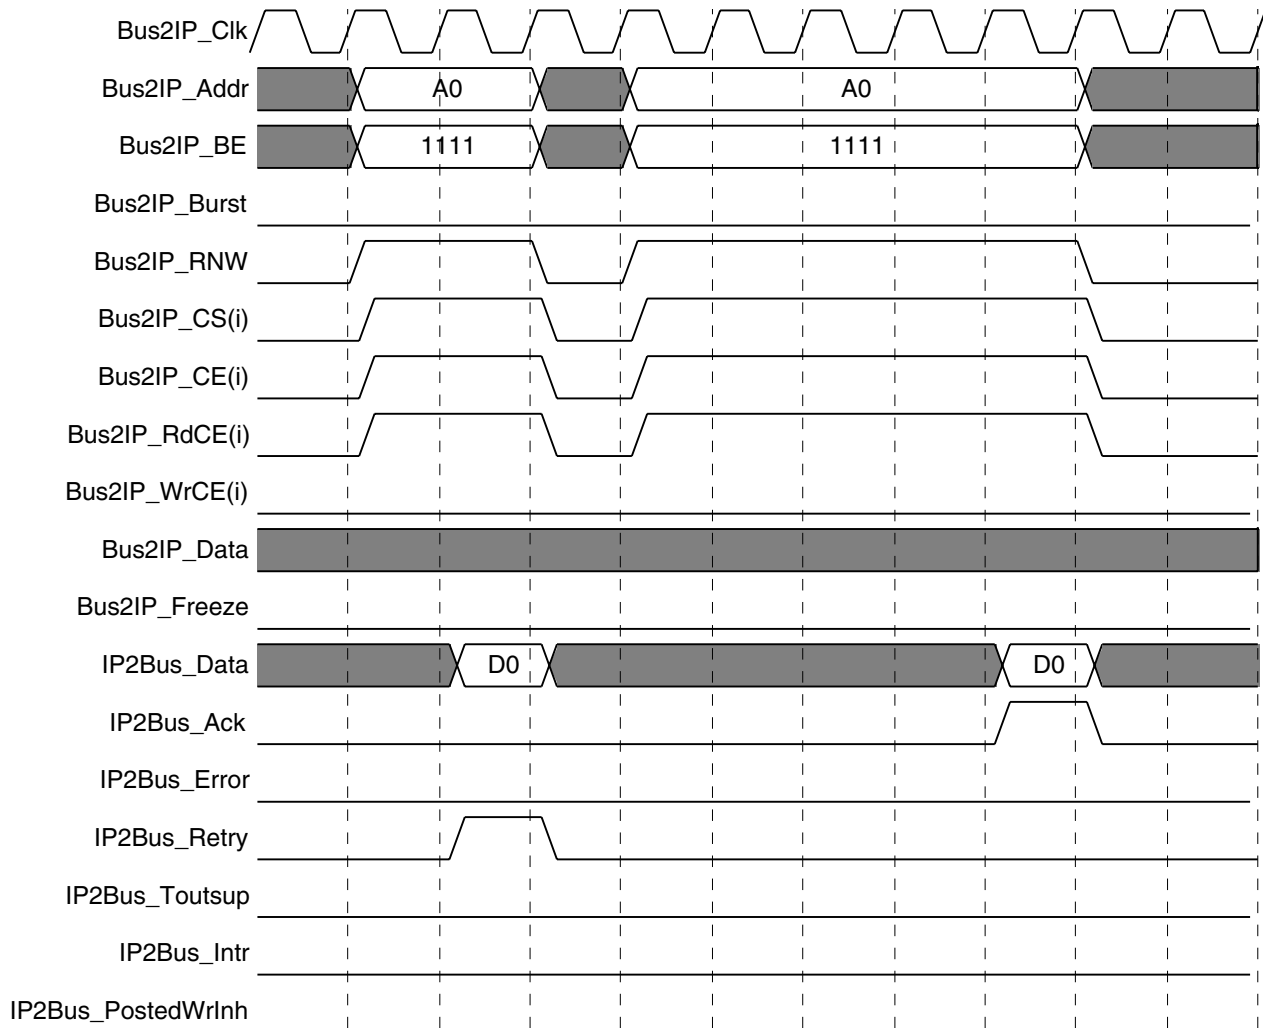 Bus2IP_Clk
Bus2IP_Addr A0 A0
Bus2IP_BE 1111 1111
Bus2IP_Burst
Bus2IP_RNW
Bus2IP_CS(i)
Bus2IP_CE(i)
Bus2IP_RdCE(i)
Bus2IP_WrCE(i)
Bus2IP_Data
Bus2IP_Freeze
IP2Bus_Data D0 D0
IP2Bus_Ack
IP2Bus_Error
IP2Bus_Retry
IP2Bus_Toutsup
IP2Bus_Intr
IP2Bus_PostedWrInh